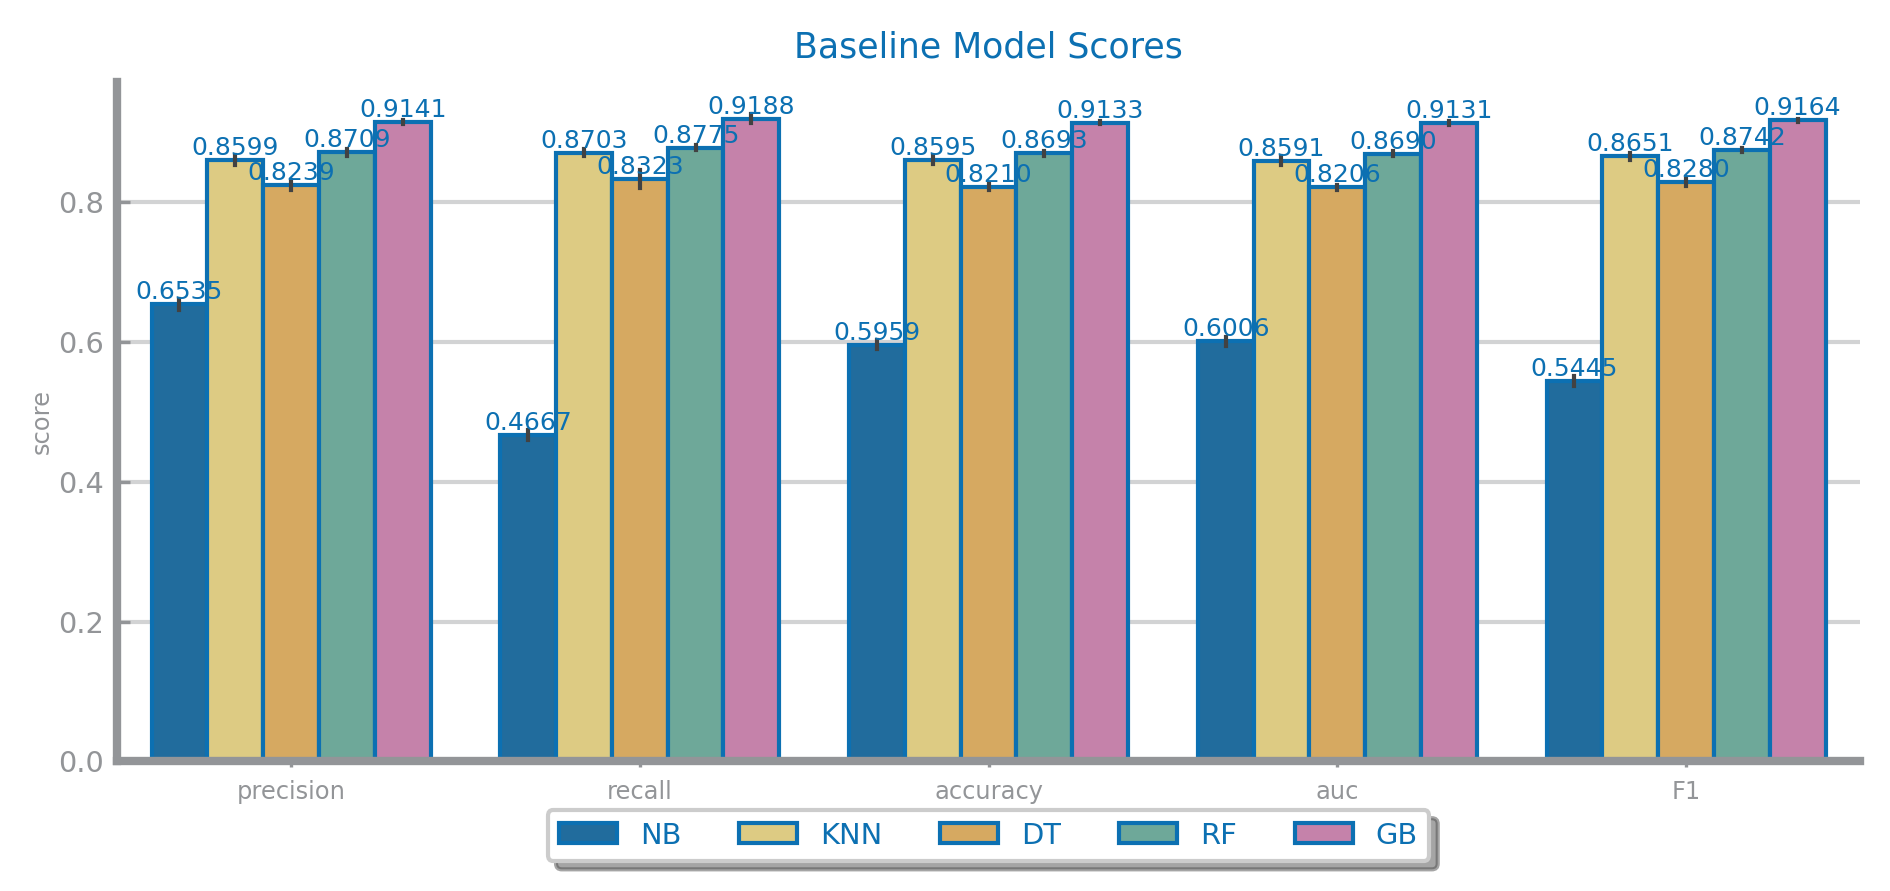 Baseline Model Scores
0.6535 0.8599 0.8239 0.8709 0.9141
0.4667 0.8703 0.8323 0.8775 0.9188
0.5959 0.8595 0.8210 0.8693 0.9133
0.6006 0.8591 0.8206 0.8690 0.9131
0.5445 0.8651 0.8280 0.8742 0.9164
score
0.8
0.6
0.4
0.2
0.0
precision recall accuracy auc F1
NB KNN DT RF GB